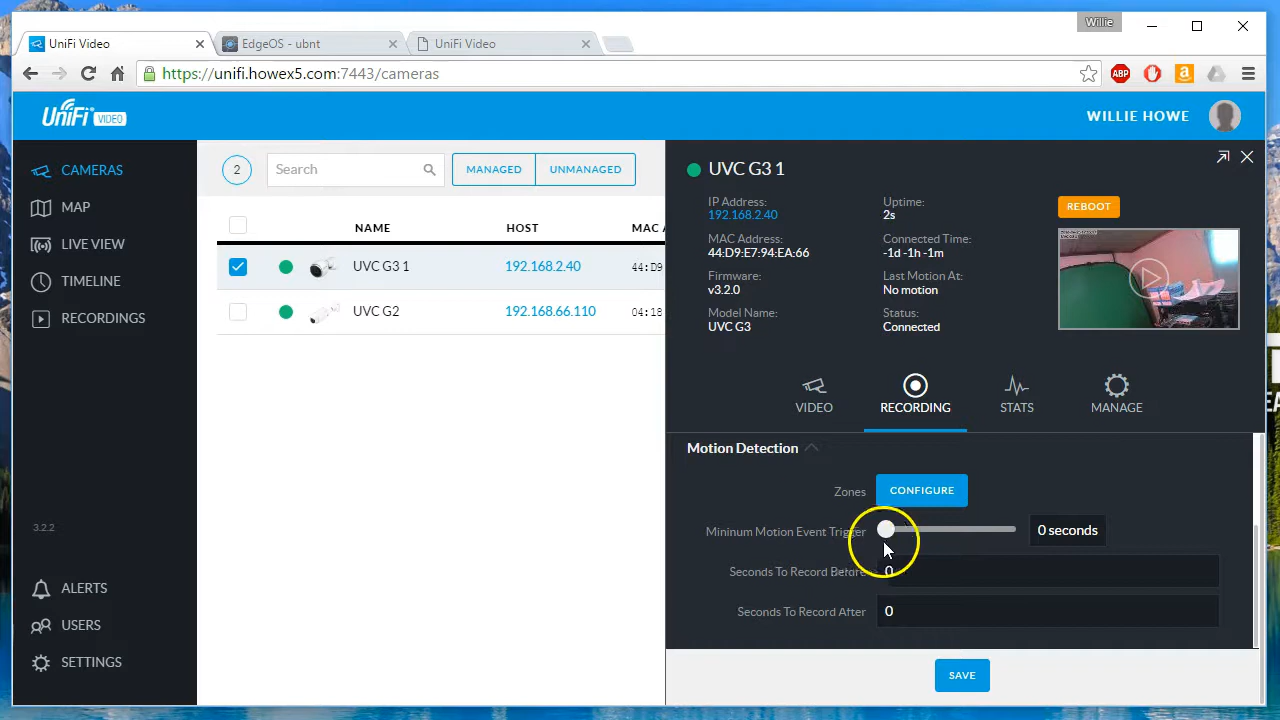 Willie
UniFi Video
EdgeOS - ubnt
UniFi Video
https://unifi.howex5.com:7443/cameras
ABP
UniFi VIDEO
WILLIE HOWE
CAMERAS
MAP
LIVE VIEW
TIMELINE
RECORDINGS
3.2.2
ALERTS
USERS
SETTINGS
2
Search
MANAGED
UNMANAGED
NAME
HOST
MAC A
UVC G3 1
192.168.2.40
44:D9
UVC G2
192.168.66.110
04:18
UVC G3 1
IP Address:
192.168.2.40
MAC Address:
44:D9:E7:94:EA:66
Firmware:
v3.2.0
Model Name:
UVC G3
Uptime:
2s
Connected Time:
-1d -1h -1m
Last Motion At:
No motion
Status:
Connected
REBOOT
VIDEO
RECORDING
STATS
MANAGE
Motion Detection
Zones
CONFIGURE
Mininum Motion Event Trigger
0 seconds
Seconds To Record Before
0
Seconds To Record After
0
SAVE